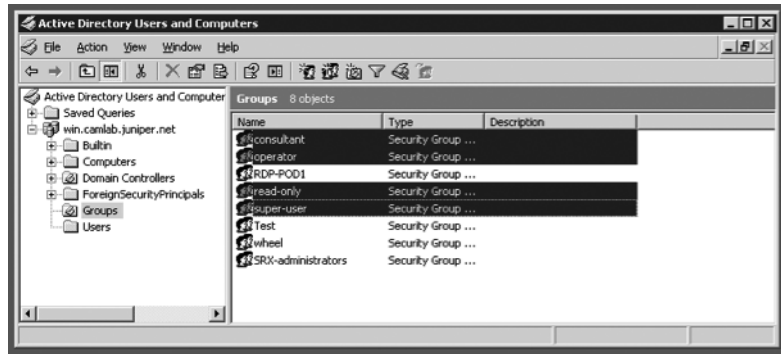 Active Directory Users and Computers
File Action View Window Help
Active Directory Users and Computer
Saved Queries
win.camlab.juniper.net
Builtin
Computers
Domain Controllers
ForeignSecurityPrincipals
Groups
Users
Groups 8 objects
Name Type Description
consultant Security Group ...
operator Security Group ...
RDP-POD1 Security Group ...
read-only Security Group ...
super-user Security Group ...
Test Security Group ...
wheel Security Group ...
SRX-administrators Security Group ...